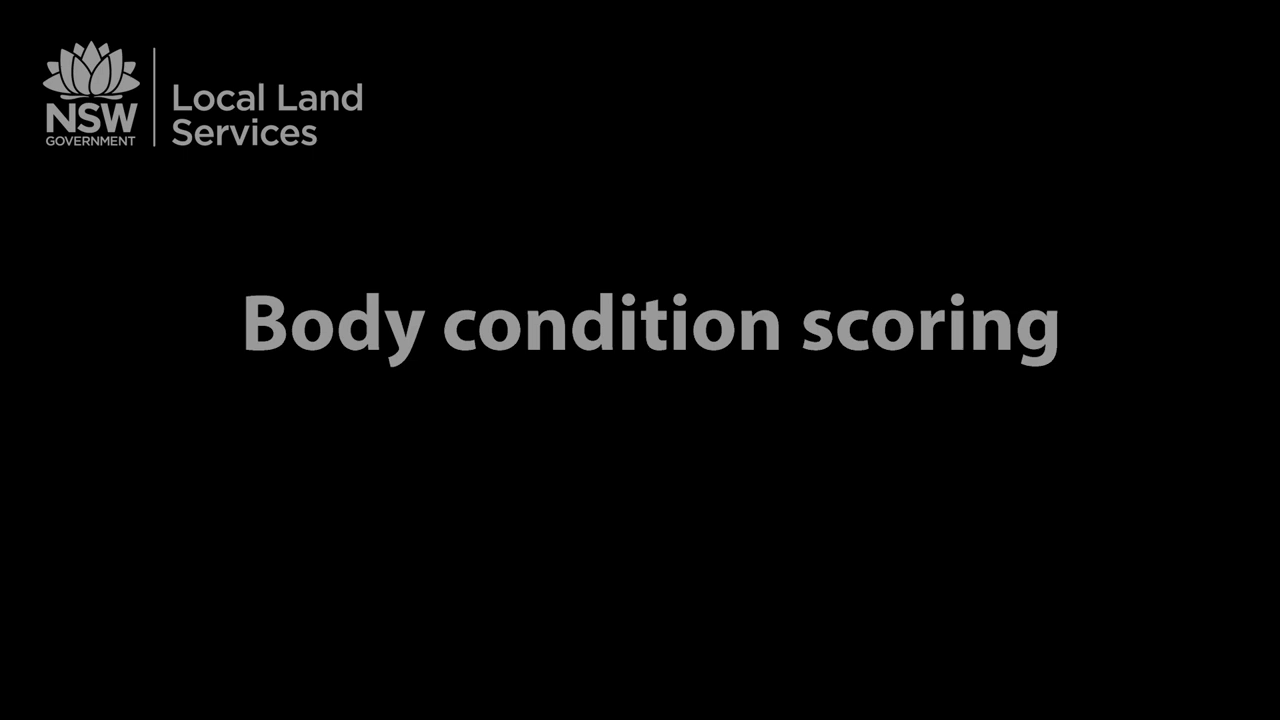 NSW
GOVERNMENT
Local Land
Services
Body condition scoring